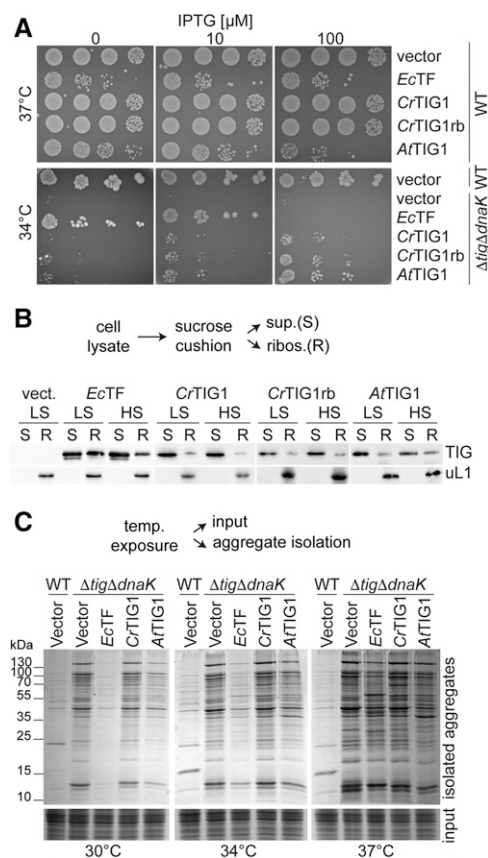 A
IPTG [µM]
0 10 100
37°C
vector
EcTF
CrTIG1
CrTIG1rb
AtTIG1
WT
34°C
vector
WT
vector
EcTF
CrTIG1
CrTIG1rb
AtTIG1
ΔtigΔdnaK
B
cell lysate
sucrose cushion
sup.(S)
ribos.(R)
vect. EcTF CrTIG1 CrTIG1rb AtTIG1
LS LS HS LS HS LS HS LS HS
S R S R S R S R S R S R S R S R S R
TIG
uL1
C
temp. exposure
input
aggregate isolation
WT ΔtigΔdnaK WT ΔtigΔdnaK WT ΔtigΔdnaK
Vector Vector EcTF CrTIG1 AtTIG1 Vector Vector EcTF CrTIG1 AtTIG1 Vector Vector EcTF CrTIG1 AtTIG1
kDa
130
100
70
55
35
25
15
10
isolated aggregates
input
30°C 34°C 37°C